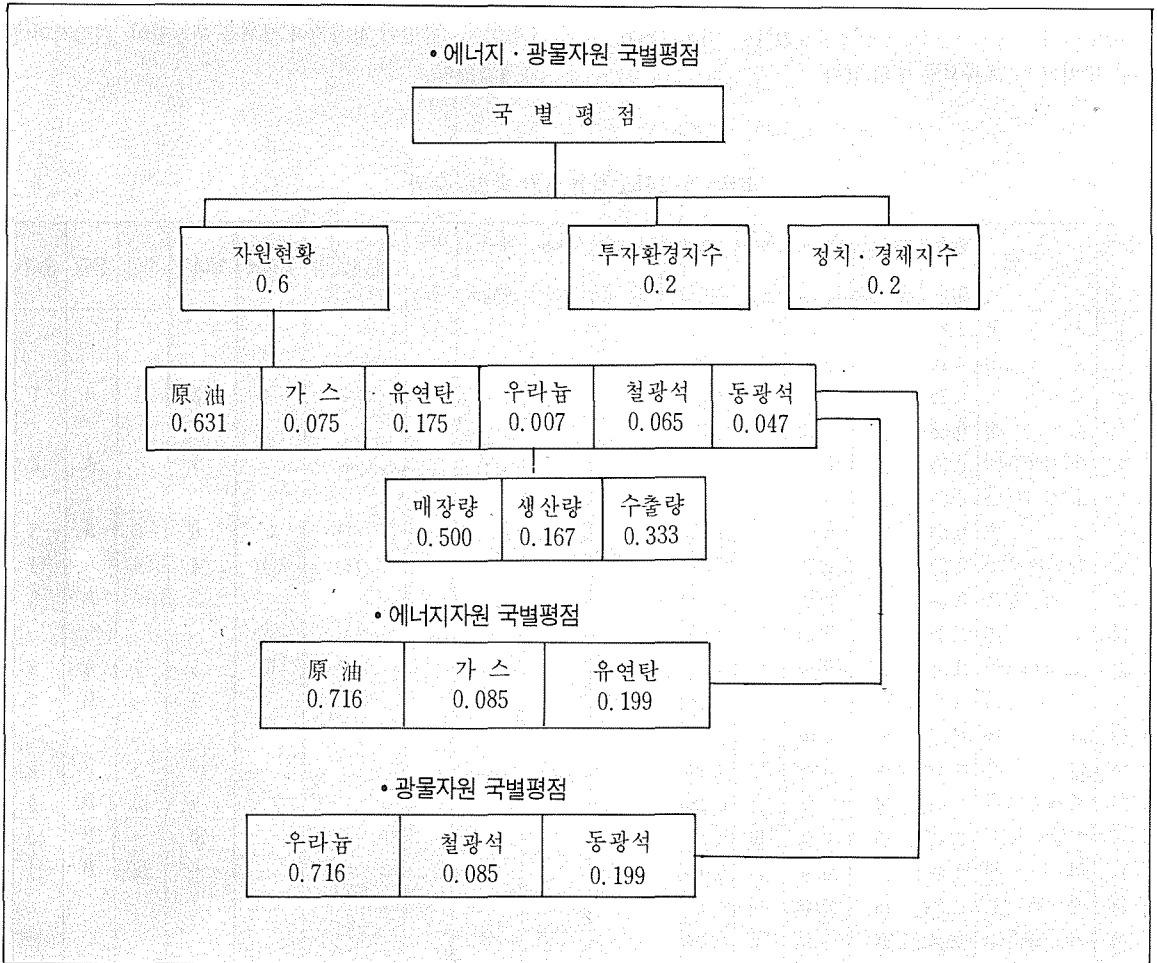 • 에너지 · 광물자원 국별평점
국 별 평 점
자원현황 투자환경지수 정치 · 경제지수
0.6 0.2 0.2
原 油 가 스 유연탄 우라늄 철광석 동광석
0.631 0.075 0.175 0.007 0.065 0.047
매장량 생산량 수출량
0.500 0.167 0.333
• 에너지자원 국별평점
原 油 가 스 유연탄
0.716 0.085 0.199
• 광물자원 국별평점
우라늄 철광석 동광석
0.716 0.085 0.199